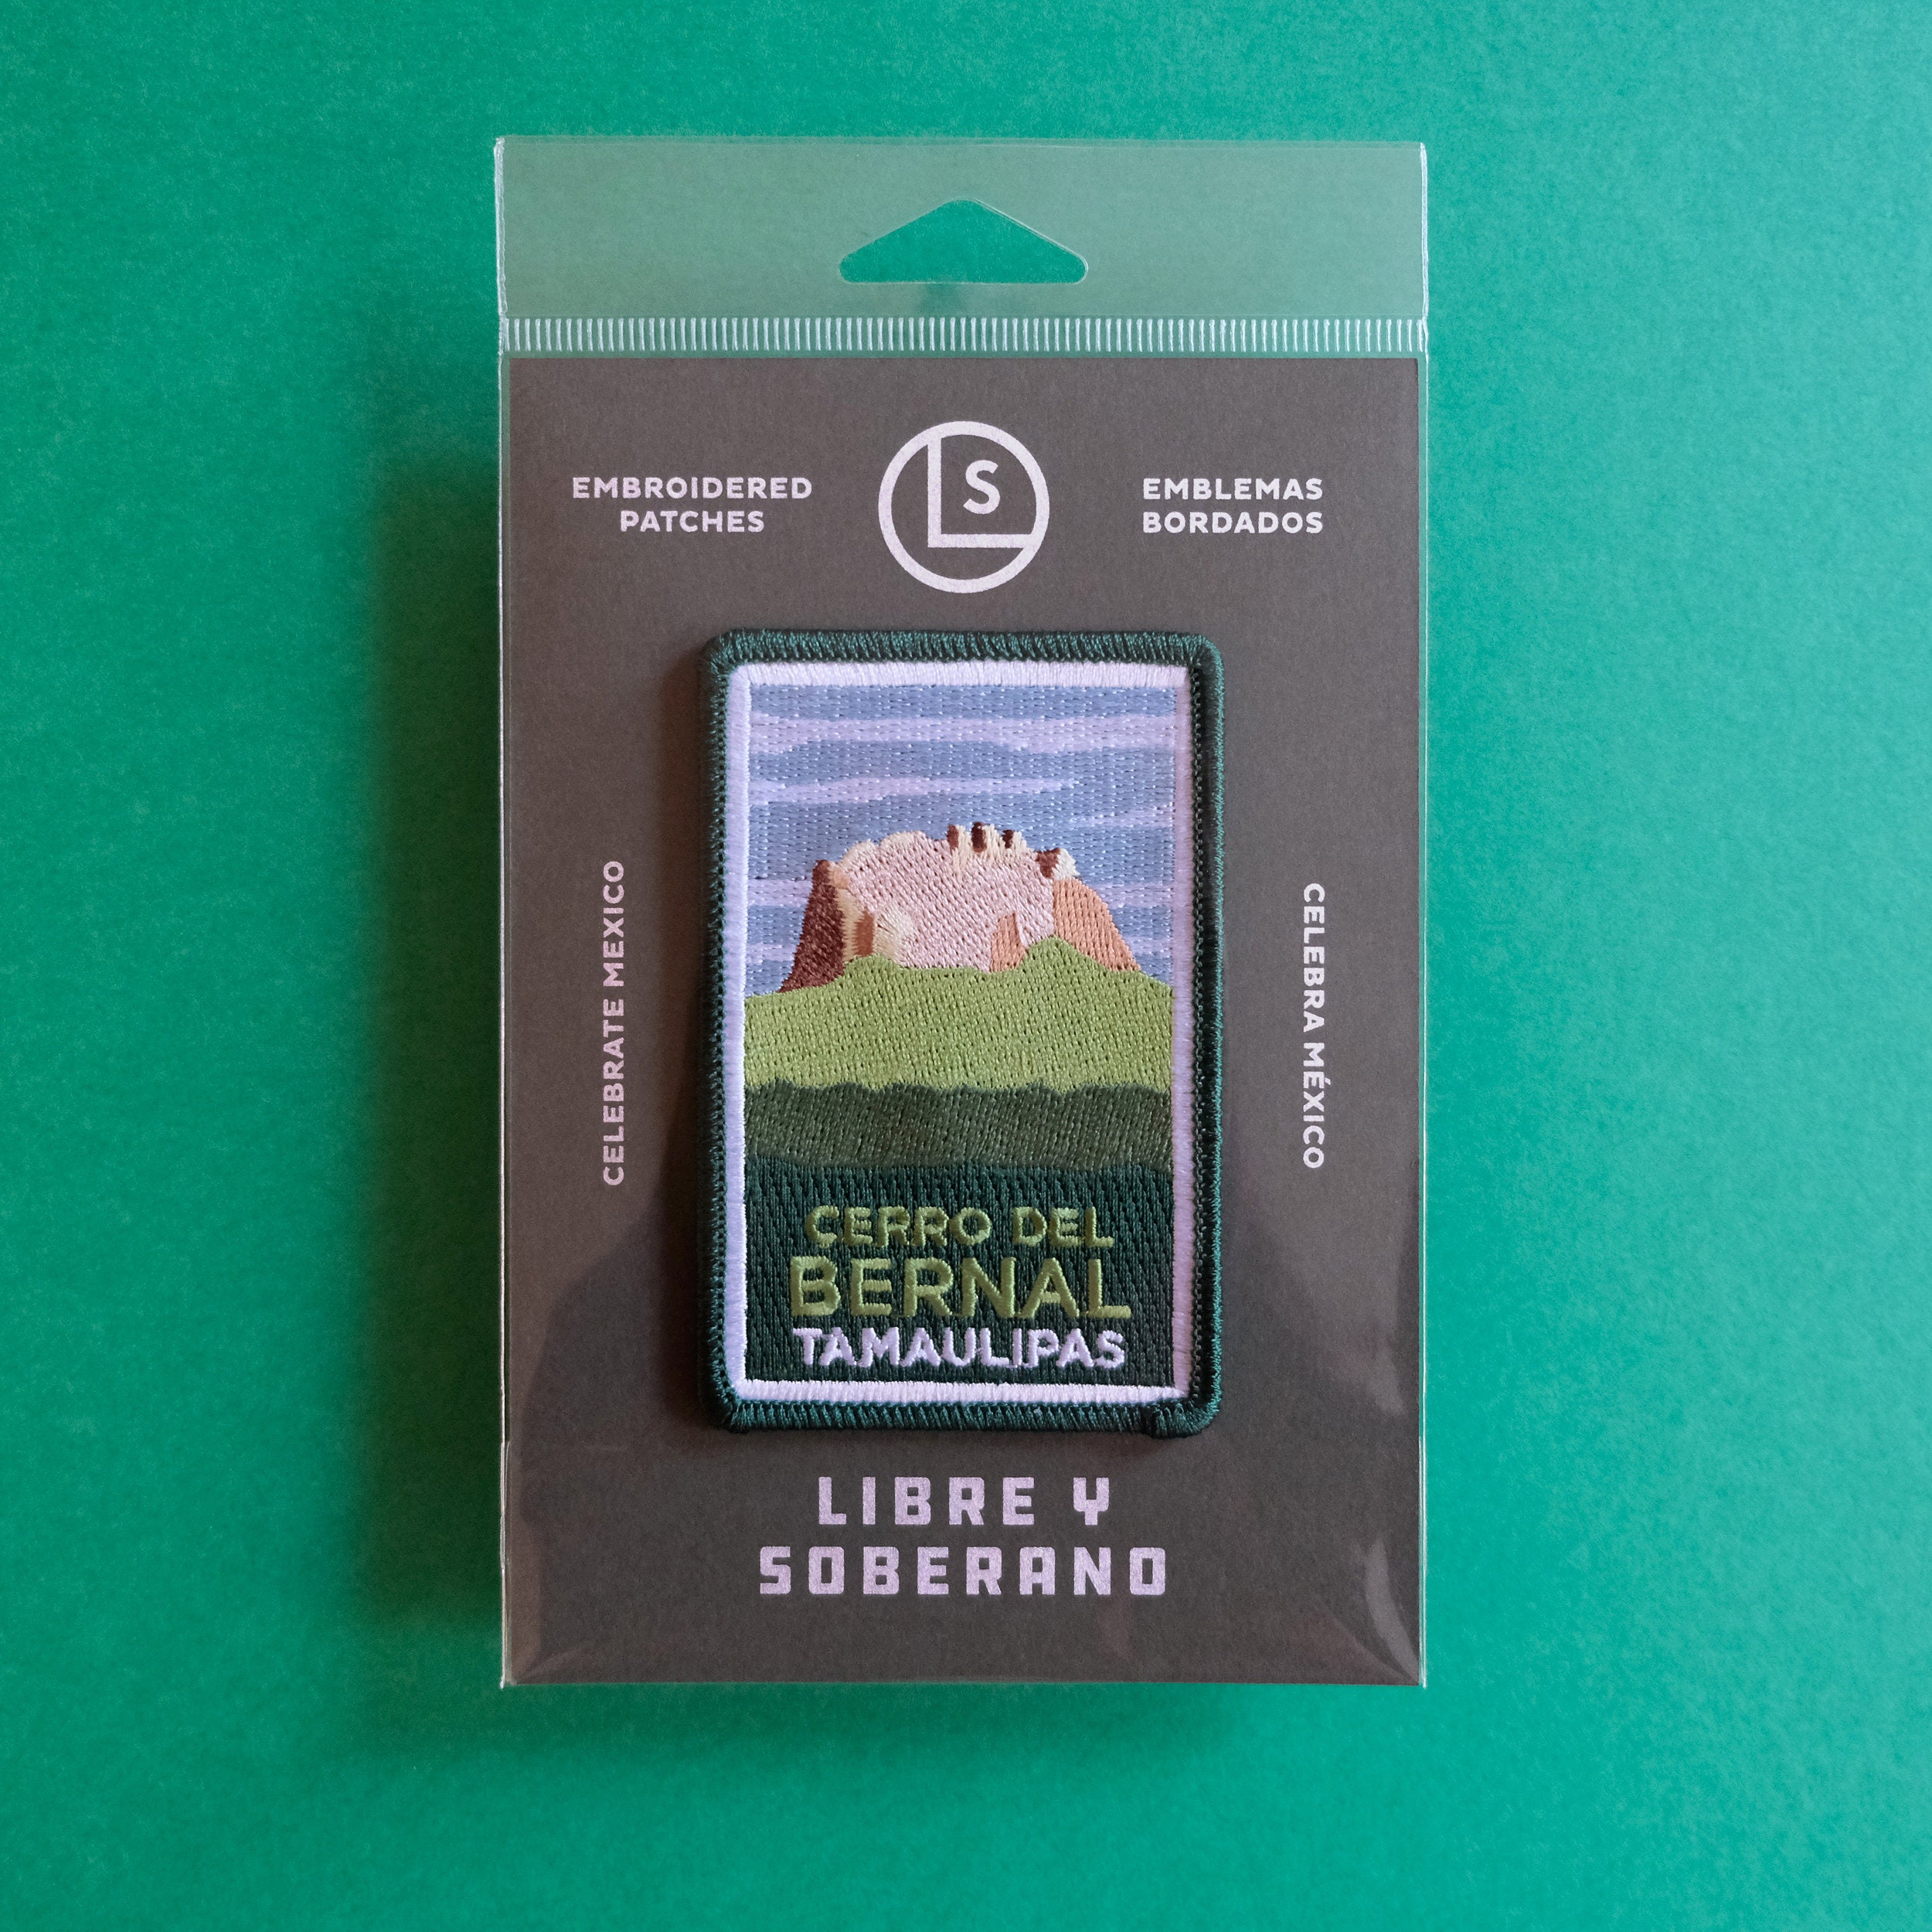 EMBROIDERED
PATCHES
LS
EMBLEMAS
BORDADOS
CELEBRATE MEXICO
CELEBRA MÉXICO
CERRO DEL
BERNAL
TAMAULIPAS
LIBRE Y
SOBERANO